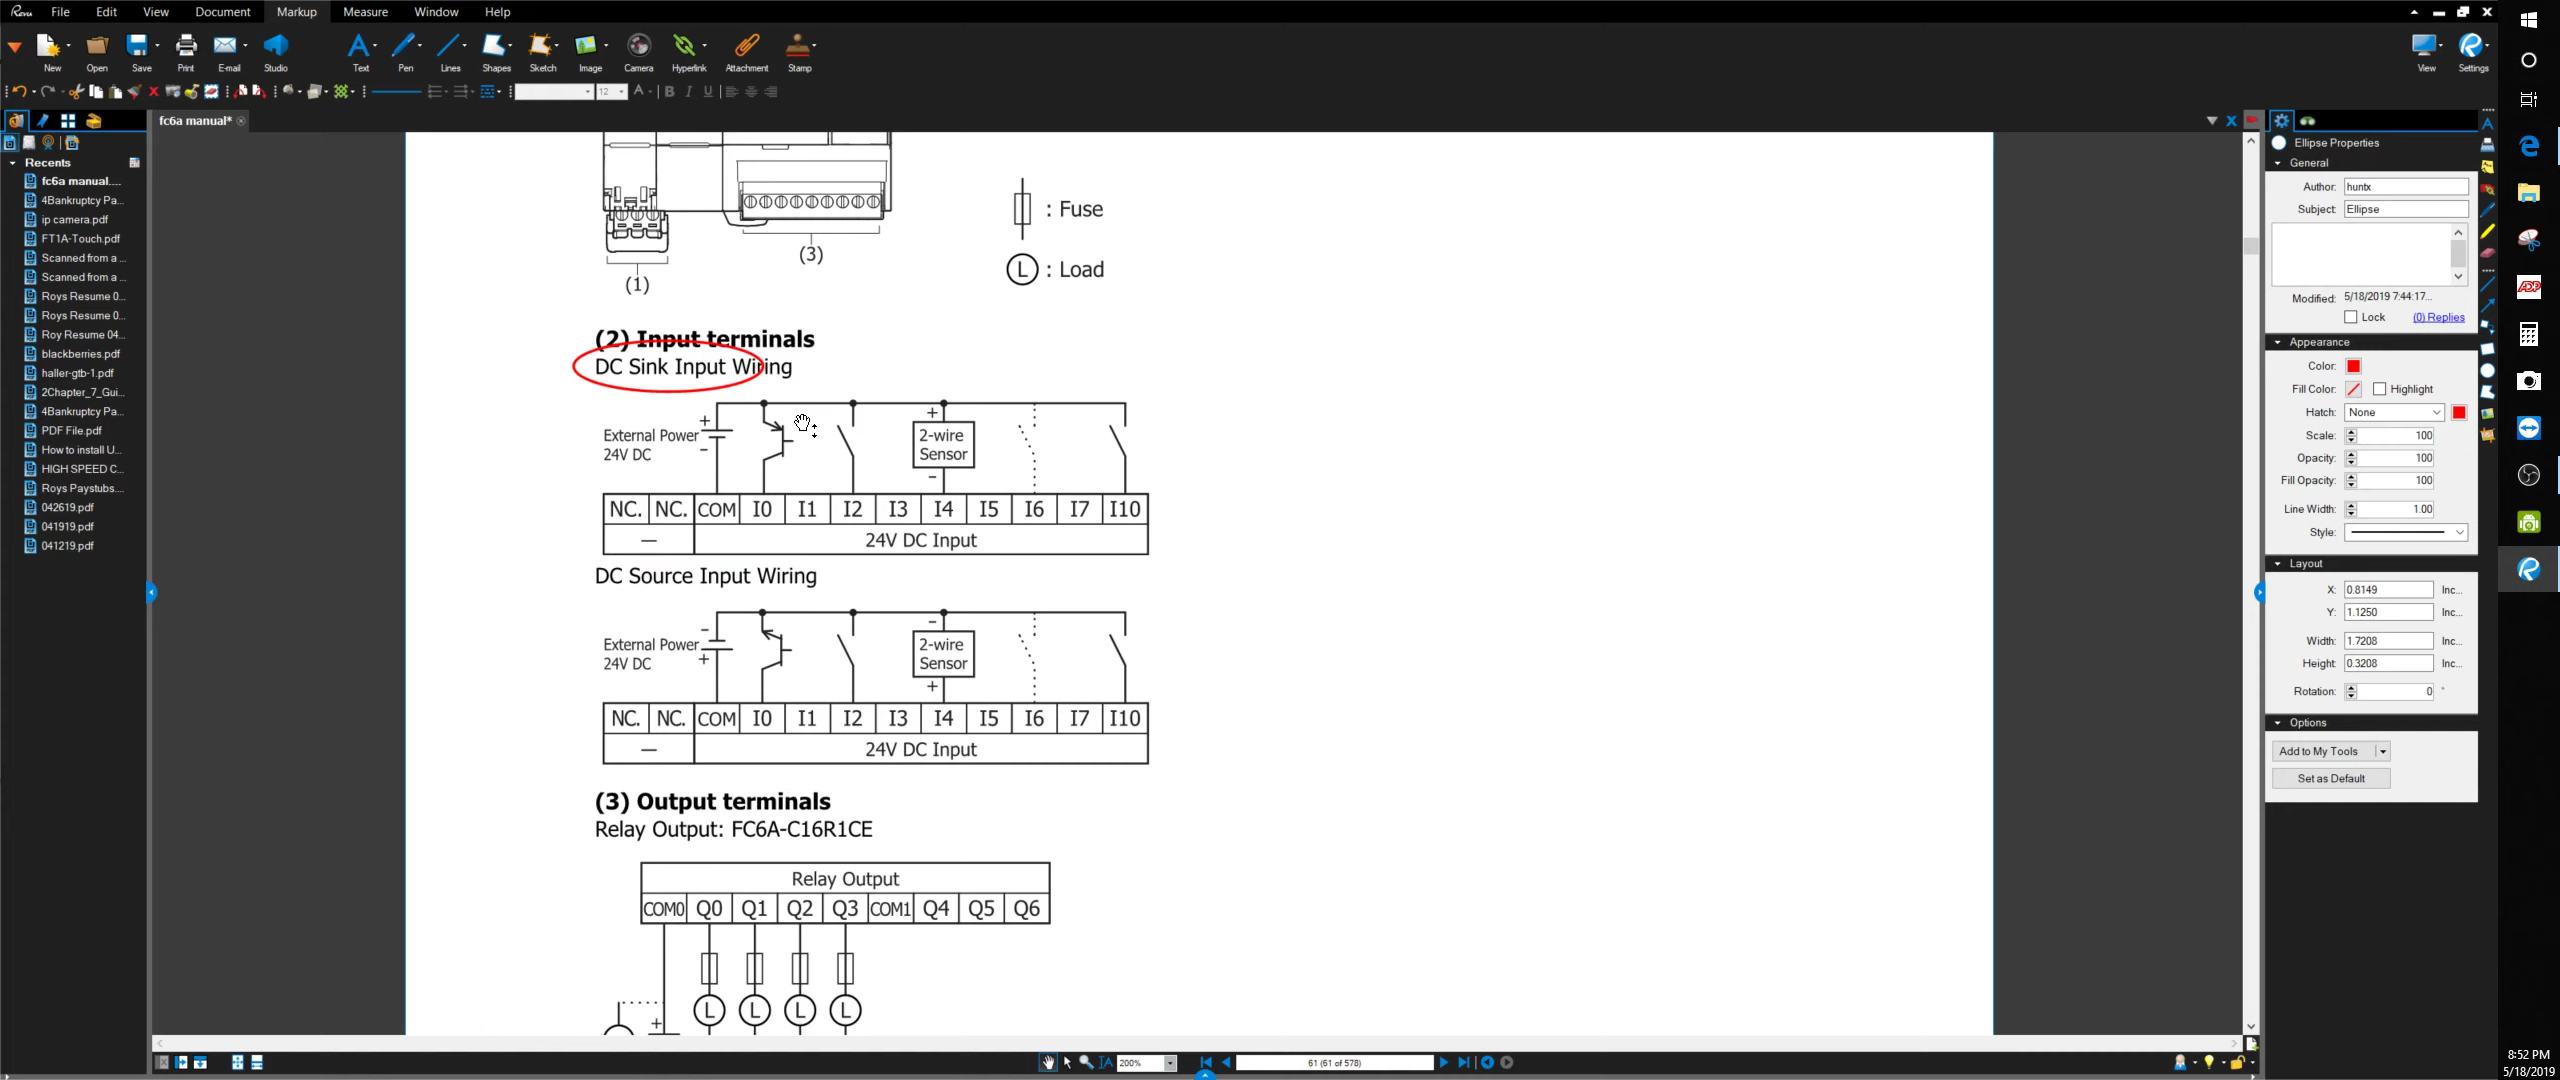 Revu File Edit View Document Markup Measure Window Help
New Open Save Print E-mail Studio Text Pen Lines Shapes Sketch Image Camera Hyperlink Attachment Stamp View Settings
12 A B I U
fc6a manual*
Recents
fc6a manual....
4Bankruptcy Pa...
ip camera.pdf
FT1A-Touch.pdf
Scanned from a ...
Scanned from a ...
Roys Resume 0...
Roys Resume 0...
Roy Resume 04...
blackberries.pdf
haller-gtb-1.pdf
2Chapter_7_Gui...
4Bankruptcy Pa...
PDF File.pdf
How to install U...
HIGH SPEED C...
Roys Paystubs....
042619.pdf
041919.pdf
041219.pdf
(1)
(3)
: Fuse
L : Load
(2) Input terminals
DC Sink Input Wiring
External Power
24V DC
+
-
+
2-wire
Sensor
-
NC. NC. COM I0 I1 I2 I3 I4 I5 I6 I7 I10
— 24V DC Input
DC Source Input Wiring
External Power
24V DC
-
+
-
2-wire
Sensor
+
NC. NC. COM I0 I1 I2 I3 I4 I5 I6 I7 I10
— 24V DC Input
(3) Output terminals
Relay Output: FC6A-C16R1CE
Relay Output
COM0 Q0 Q1 Q2 Q3 COM1 Q4 Q5 Q6
L L L L
+
200% 61 (61 of 578)
Ellipse Properties
General
Author: huntx
Subject: Ellipse
Modified: 5/18/2019 7:44:17...
Lock (0) Replies
Appearance
Color:
Fill Color: Highlight
Hatch: None
Scale: 100
Opacity: 100
Fill Opacity: 100
Line Width: 1.00
Style:
Layout
X: 0.8149 Inc...
Y: 1.1250 Inc...
Width: 1.7208 Inc...
Height: 0.3208 Inc...
Rotation: 0 °
Options
Add to My Tools
Set as Default
ADP
8:52 PM
5/18/2019